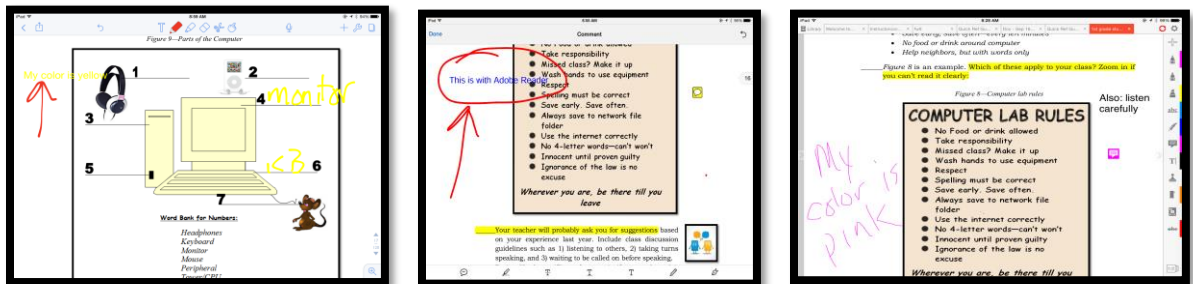 8:38 AM
Figure 9—Parts of the Computer
My color is yellow
1
2
3
4
monitor
5
KB
6
7
Word Bank for Numbers:
Headphones
Keyboard
Monitor
Mouse
Peripheral
Tower/CPU
Done
Comment
No Food or drink allowed
Take responsibility
Missed class? Make it up
Wash hands to use equipment
This is with Adobe Reader
Respect
Spelling must be correct
Save early. Save often.
Always save to network file
folder
Use the internet correctly
No 4-letter words—can't won't
Innocent until proven guilty
Ignorance of the law is no
excuse
Wherever you are, be there till you
leave
Your teacher will probably ask you for suggestions based
on your experience last year. Include class discussion
guidelines such as 1) listening to others, 2) taking turns
speaking, and 3) waiting to be called on before speaking.
Library
No food or drink around computer
Help neighbors, but with words only
Figure 8 is an example. Which of these apply to your class? Zoom in if
you can't read it clearly:
Figure 8—Computer lab rules
Also: listen
carefully
COMPUTER LAB RULES
No Food or drink allowed
Take responsibility
Missed class? Make it up
Wash hands to use equipment
Respect
Spelling must be correct
Save early. Save often.
Always save to network file
folder
Use the internet correctly
No 4-letter words—can't won't
Innocent until proven guilty
Ignorance of the law is no
excuse
Wherever you are, be there till you
My
color is
pink